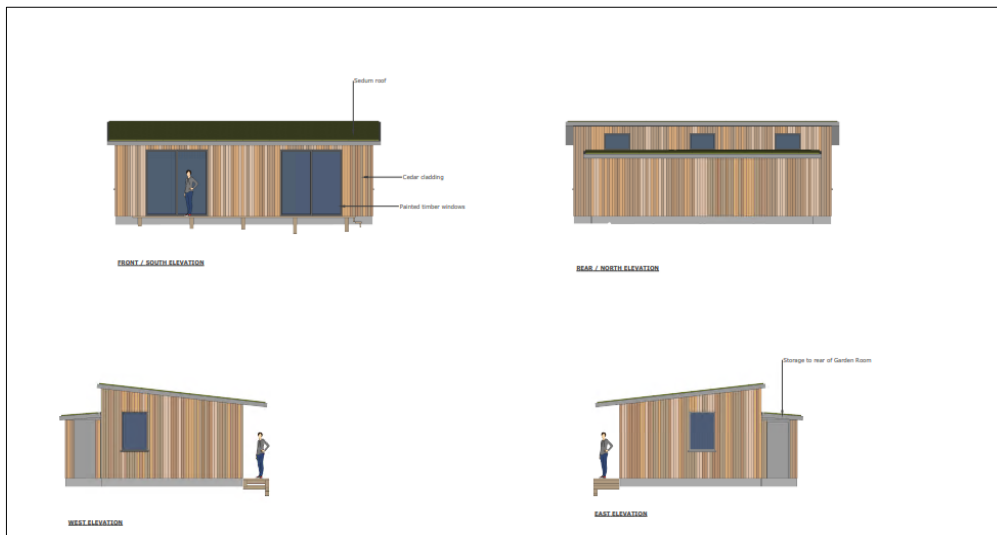 Sedum roof
Cedar cladding
Painted timber windows
FRONT / SOUTH ELEVATION
REAR / NORTH ELEVATION
Storage to rear of Garden Room
WEST ELEVATION
EAST ELEVATION